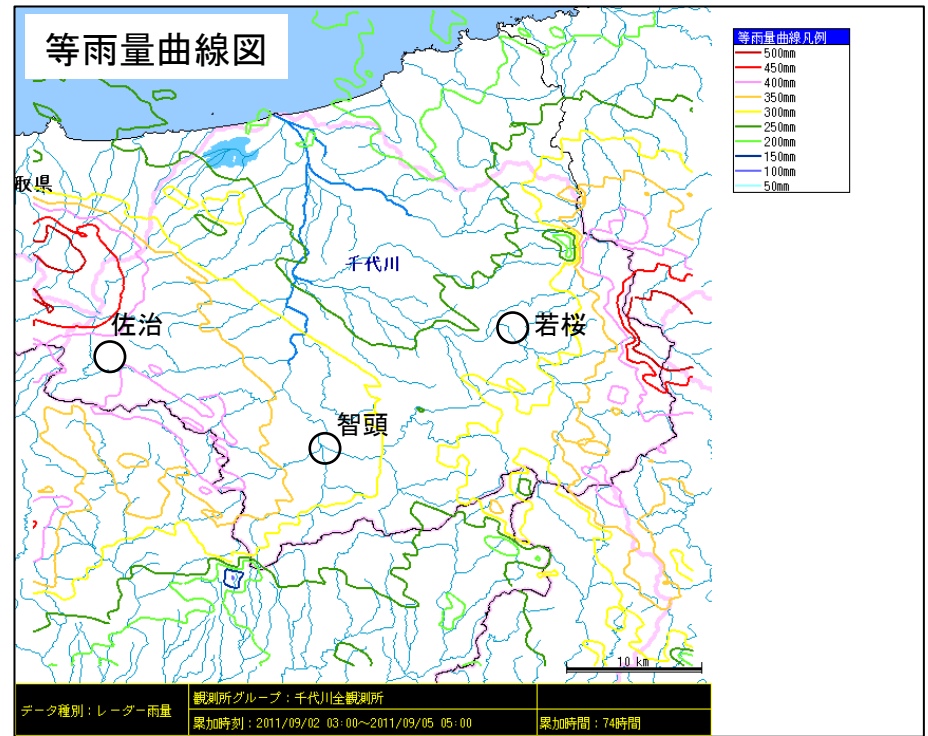 等雨量曲線図
等雨量曲線凡例
500mm
450mm
400mm
350mm
300mm
250mm
200mm
150mm
100mm
50mm
取県
千代川
佐治
若桜
智頭
10 km
データ種別：レーダー雨量
観測所グループ：千代川全観測所
累加時刻：2011/09/02 03:00～2011/09/05 05:00
累加時間：74時間